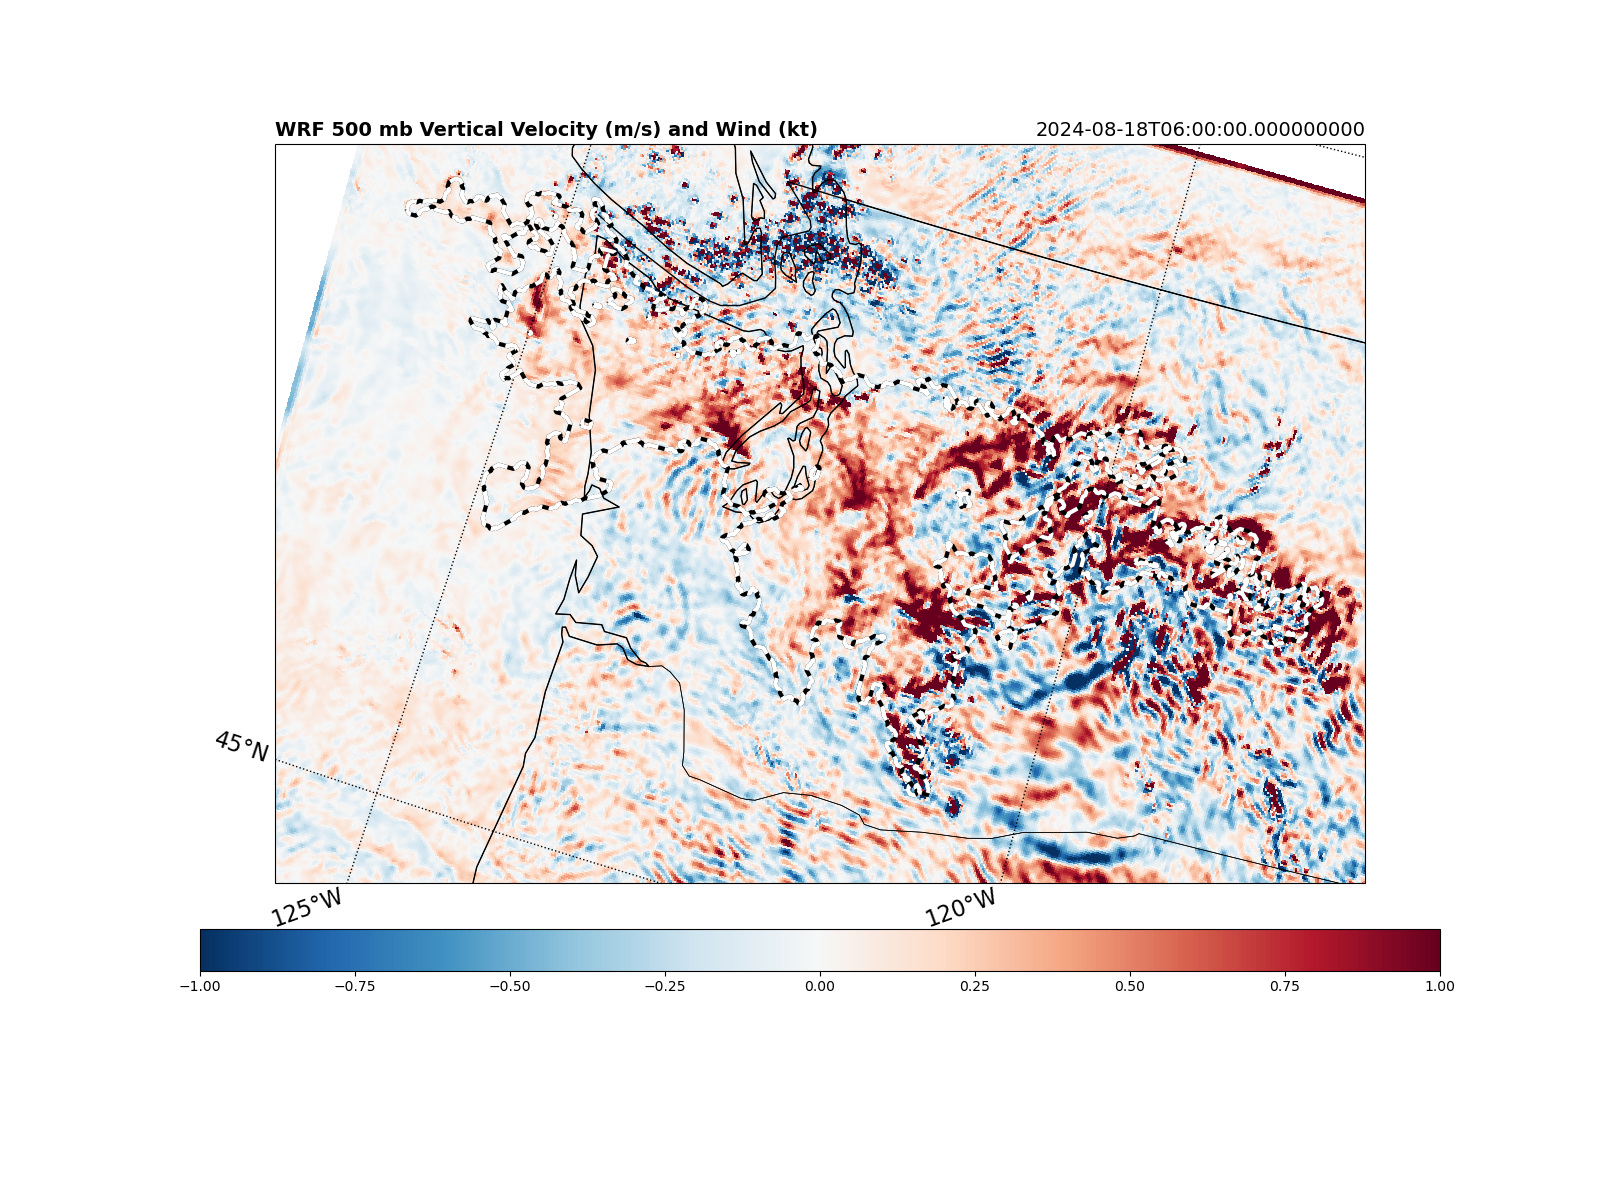 WRF 500 mb Vertical Velocity (m/s) and Wind (kt)
2024-08-18T06:00:00.000000000
45°N
125°W
120°W
−1.00
−0.75
−0.50
−0.25
0.00
0.25
0.50
0.75
1.00